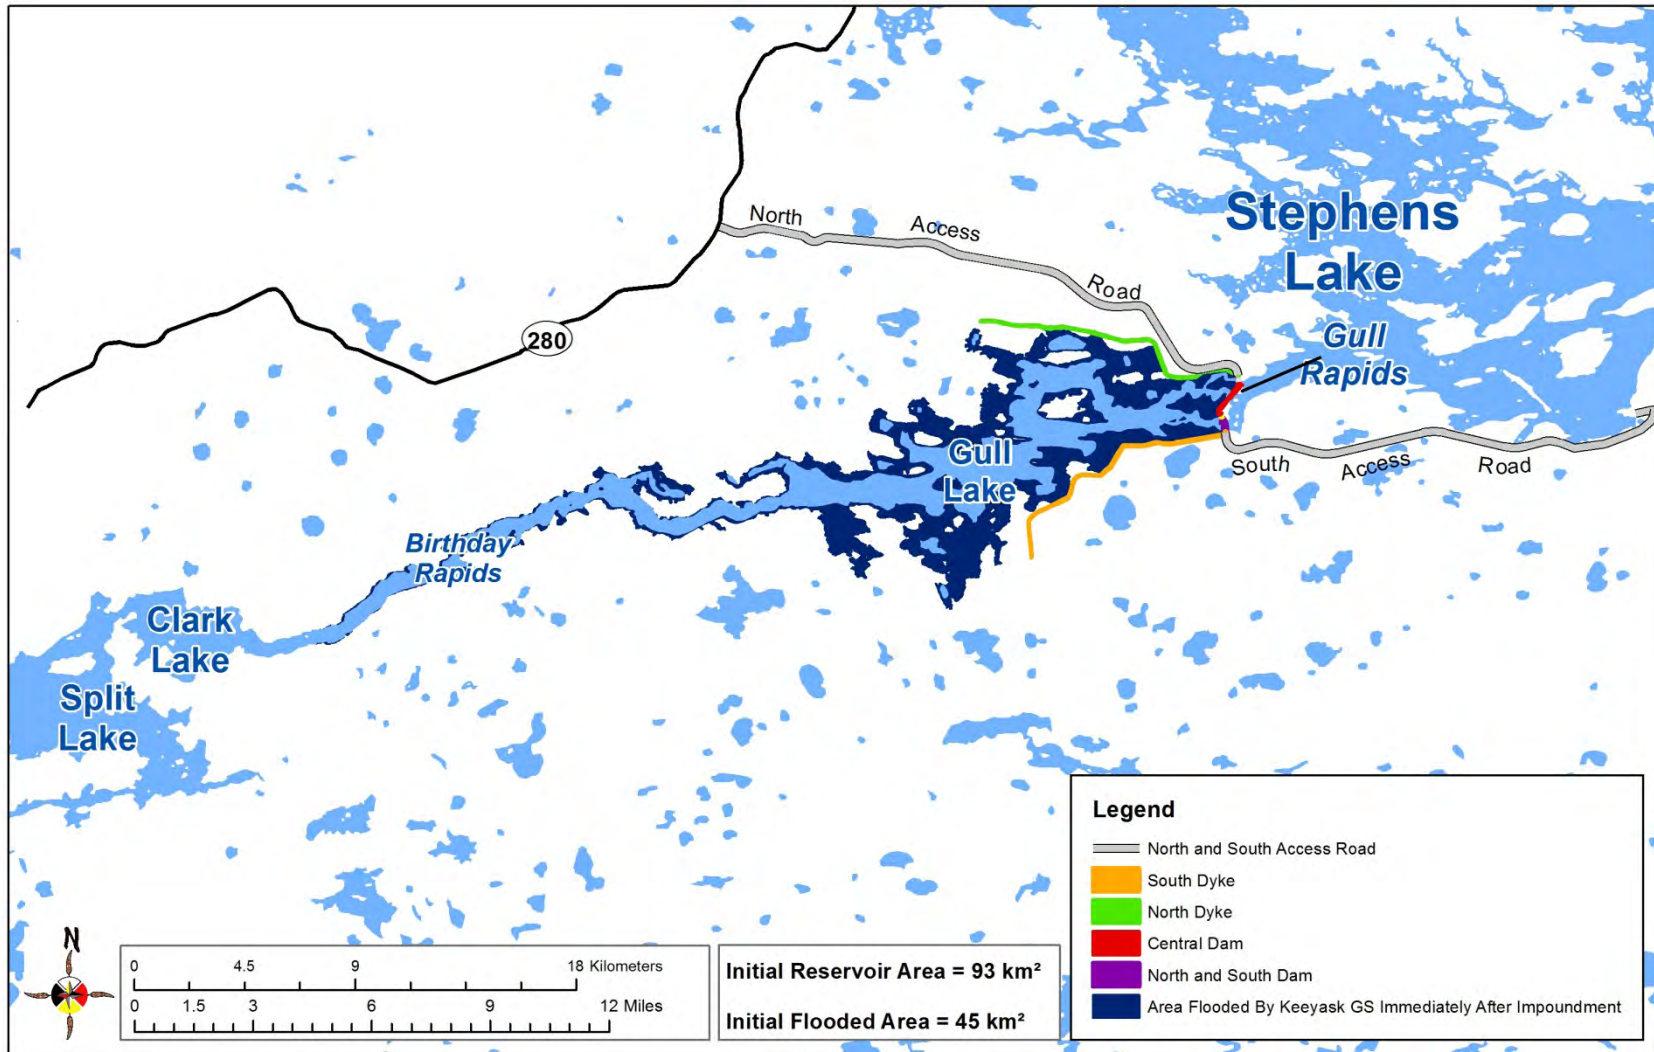 North Access Road
Stephens
Lake
Gull
Rapids
280
Gull
Lake
South Access Road
Birthday
Rapids
Clark
Lake
Split
Lake
N
0 4.5 9 18 Kilometers
0 1.5 3 6 9 12 Miles
Initial Reservoir Area = 93 km²
Initial Flooded Area = 45 km²
Legend
North and South Access Road
South Dyke
North Dyke
Central Dam
North and South Dam
Area Flooded By Keeyask GS Immediately After Impoundment